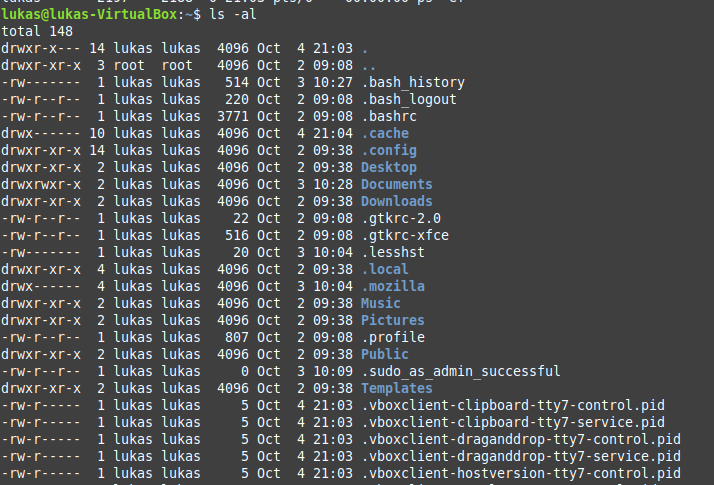 lukas@lukas-VirtualBox:~$ ls -al
total 148
drwxr-x--- 14 lukas lukas  4096 Oct  4 21:03 .
drwxr-xr-x  3 root  root   4096 Oct  2 09:08 ..
-rw-------  1 lukas lukas   514 Oct  3 10:27 .bash_history
-rw-r--r--  1 lukas lukas   220 Oct  2 09:08 .bash_logout
-rw-r--r--  1 lukas lukas  3771 Oct  2 09:08 .bashrc
drwx------ 10 lukas lukas  4096 Oct  4 21:04 .cache
drwxr-xr-x 14 lukas lukas  4096 Oct  2 09:38 .config
drwxr-xr-x  2 lukas lukas  4096 Oct  2 09:38 Desktop
drwxrwxr-x  2 lukas lukas  4096 Oct  3 10:28 Documents
drwxr-xr-x  2 lukas lukas  4096 Oct  2 09:38 Downloads
-rw-r--r--  1 lukas lukas    22 Oct  2 09:08 .gtkrc-2.0
-rw-r--r--  1 lukas lukas   516 Oct  2 09:08 .gtkrc-xfce
-rw-------  1 lukas lukas    20 Oct  3 10:04 .lesshst
drwxr-xr-x  4 lukas lukas  4096 Oct  2 09:38 .local
drwx------  4 lukas lukas  4096 Oct  3 10:04 .mozilla
drwxr-xr-x  2 lukas lukas  4096 Oct  2 09:38 Music
drwxr-xr-x  2 lukas lukas  4096 Oct  2 09:38 Pictures
-rw-r--r--  1 lukas lukas   807 Oct  2 09:08 .profile
drwxr-xr-x  2 lukas lukas  4096 Oct  2 09:38 Public
-rw-r--r--  1 lukas lukas     0 Oct  3 10:09 .sudo_as_admin_successful
drwxr-xr-x  2 lukas lukas  4096 Oct  2 09:38 Templates
-rw-r-----  1 lukas lukas     5 Oct  4 21:03 .vboxclient-clipboard-tty7-control.pid
-rw-r-----  1 lukas lukas     5 Oct  4 21:03 .vboxclient-clipboard-tty7-service.pid
-rw-r-----  1 lukas lukas     5 Oct  4 21:03 .vboxclient-draganddrop-tty7-control.pid
-rw-r-----  1 lukas lukas     5 Oct  4 21:03 .vboxclient-draganddrop-tty7-service.pid
-rw-r-----  1 lukas lukas     5 Oct  4 21:03 .vboxclient-hostversion-tty7-control.pid